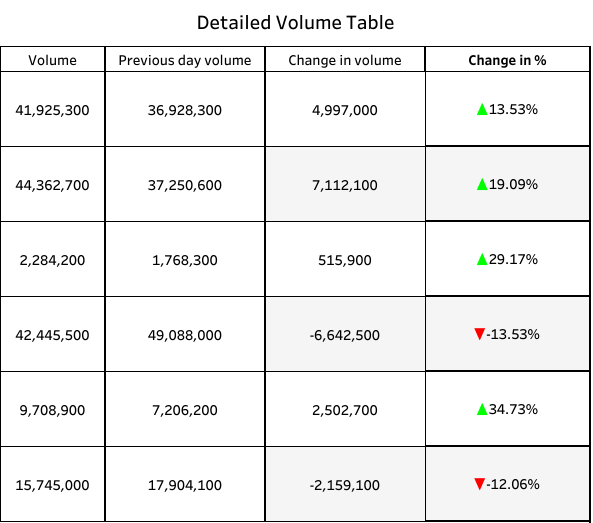 Detailed Volume Table
Volume Previous day volume Change in volume Change in %
41,925,300 36,928,300 4,997,000 ▲13.53%
44,362,700 37,250,600 7,112,100 ▲19.09%
2,284,200 1,768,300 515,900 ▲29.17%
42,445,500 49,088,000 -6,642,500 ▼-13.53%
9,708,900 7,206,200 2,502,700 ▲34.73%
15,745,000 17,904,100 -2,159,100 ▼-12.06%